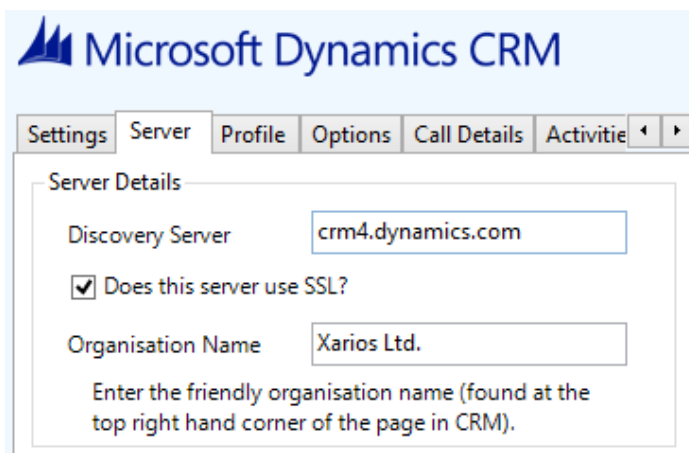 Microsoft Dynamics CRM
Settings Server Profile Options Call Details Activitie
Server Details
Discovery Server crm4.dynamics.com
Does this server use SSL?
Organisation Name Xarios Ltd.
Enter the friendly organisation name (found at the
top right hand corner of the page in CRM).